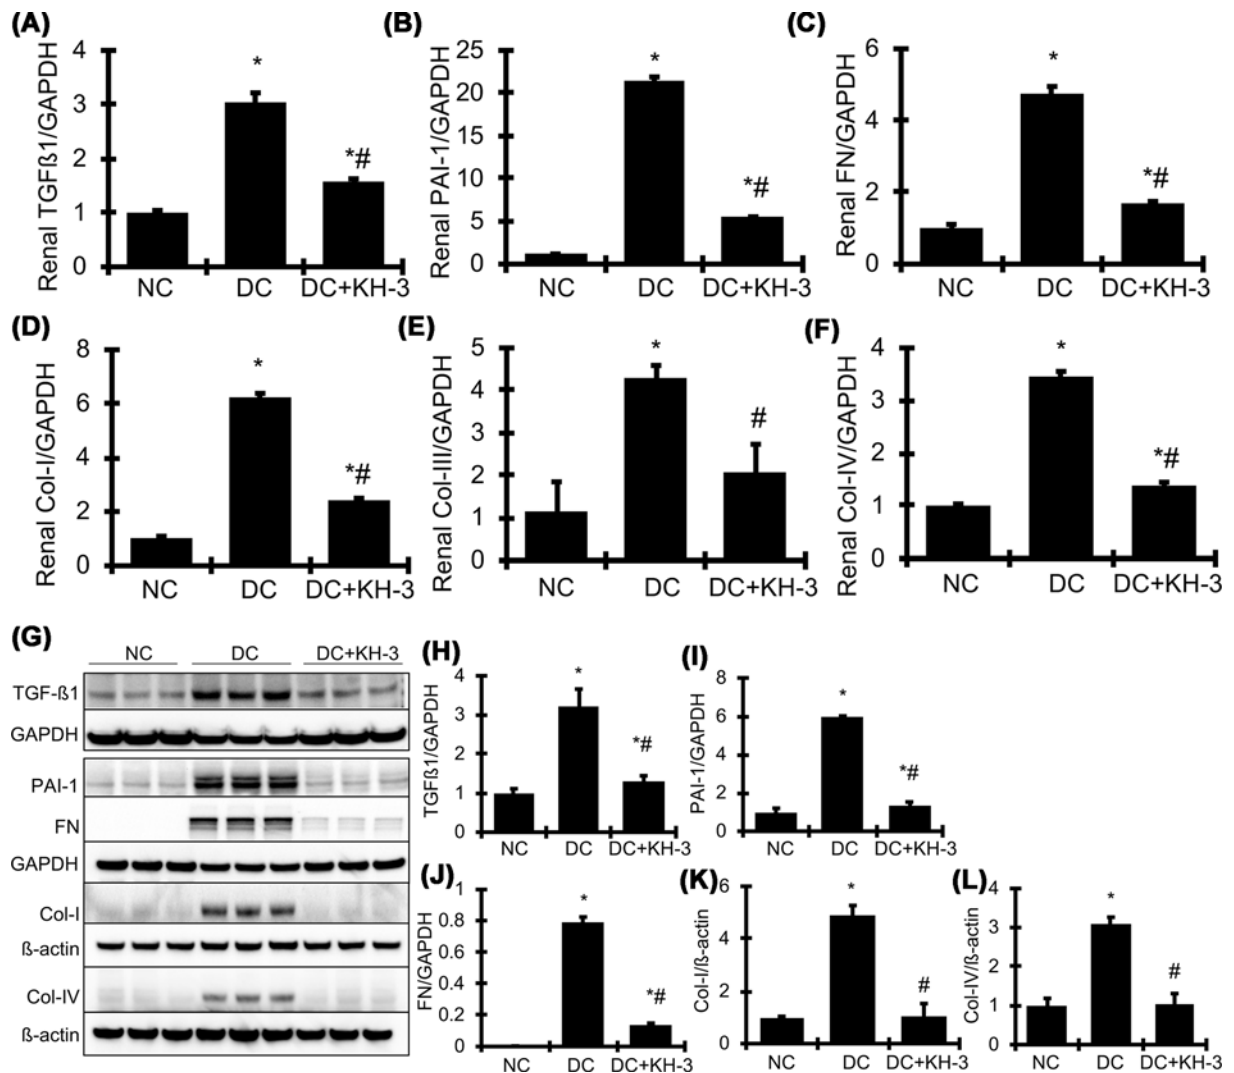 (A)
Renal TGFß1/GAPDH
4
3
2
1
0
*
*#
NC DC DC+KH-3
(B)
Renal PAI-1/GAPDH
25
20
15
10
5
0
*
*#
NC DC DC+KH-3
(C)
Renal FN/GAPDH
6
4
2
0
*
*#
NC DC DC+KH-3
(D)
Renal Col-I/GAPDH
8
6
4
2
0
*
*#
NC DC DC+KH-3
(E)
Renal Col-III/GAPDH
5
4
3
2
1
0
*
#
NC DC DC+KH-3
(F)
Renal Col-IV/GAPDH
4
3
2
1
0
*
*#
NC DC DC+KH-3
(G)
NC DC DC+KH-3
TGF-ß1
GAPDH
PAI-1
FN
GAPDH
Col-I
ß-actin
Col-IV
ß-actin
(H)
TGFß1/GAPDH
4
3
2
1
0
*
*#
NC DC DC+KH-3
(I)
PAI-1/GAPDH
8
6
4
2
0
*
*#
NC DC DC+KH-3
(J)
FN/GAPDH
1
0.8
0.6
0.4
0.2
0
*
*#
NC DC DC+KH-3
(K)
Col-I/ß-actin
6
4
2
0
*
#
NC DC DC+KH-3
(L)
Col-IV/ß-actin
4
3
2
1
0
*
#
NC DC DC+KH-3